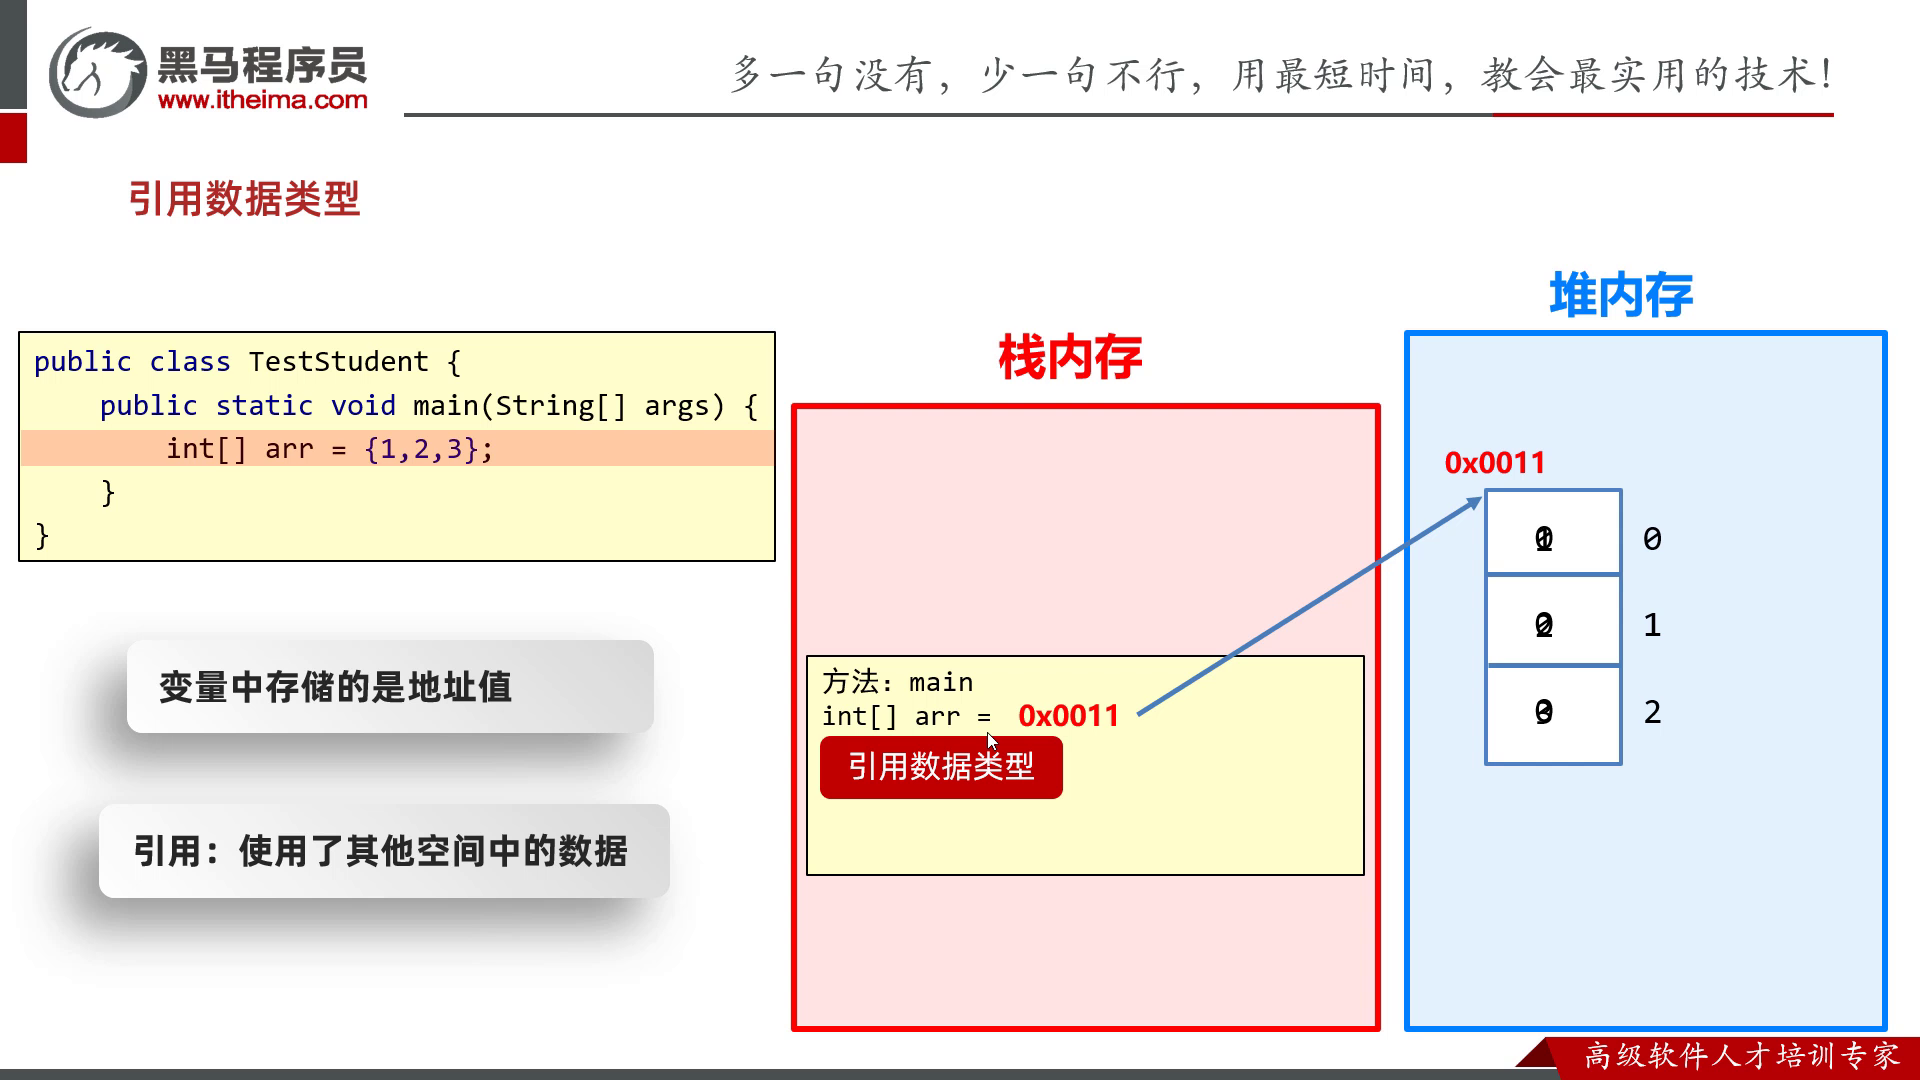 黑马程序员
www.itheima.com
多一句没有，少一句不行，用最短时间，教会最实用的技术！
引用数据类型
public class TestStudent {
public static void main(String[] args) {
int[] arr = {1,2,3};
}
}
变量中存储的是地址值
引用：使用了其他空间中的数据
栈内存
方法：main
int[] arr = 0x0011
引用数据类型
堆内存
0x0011
0
1
2
高级软件人才培训专家